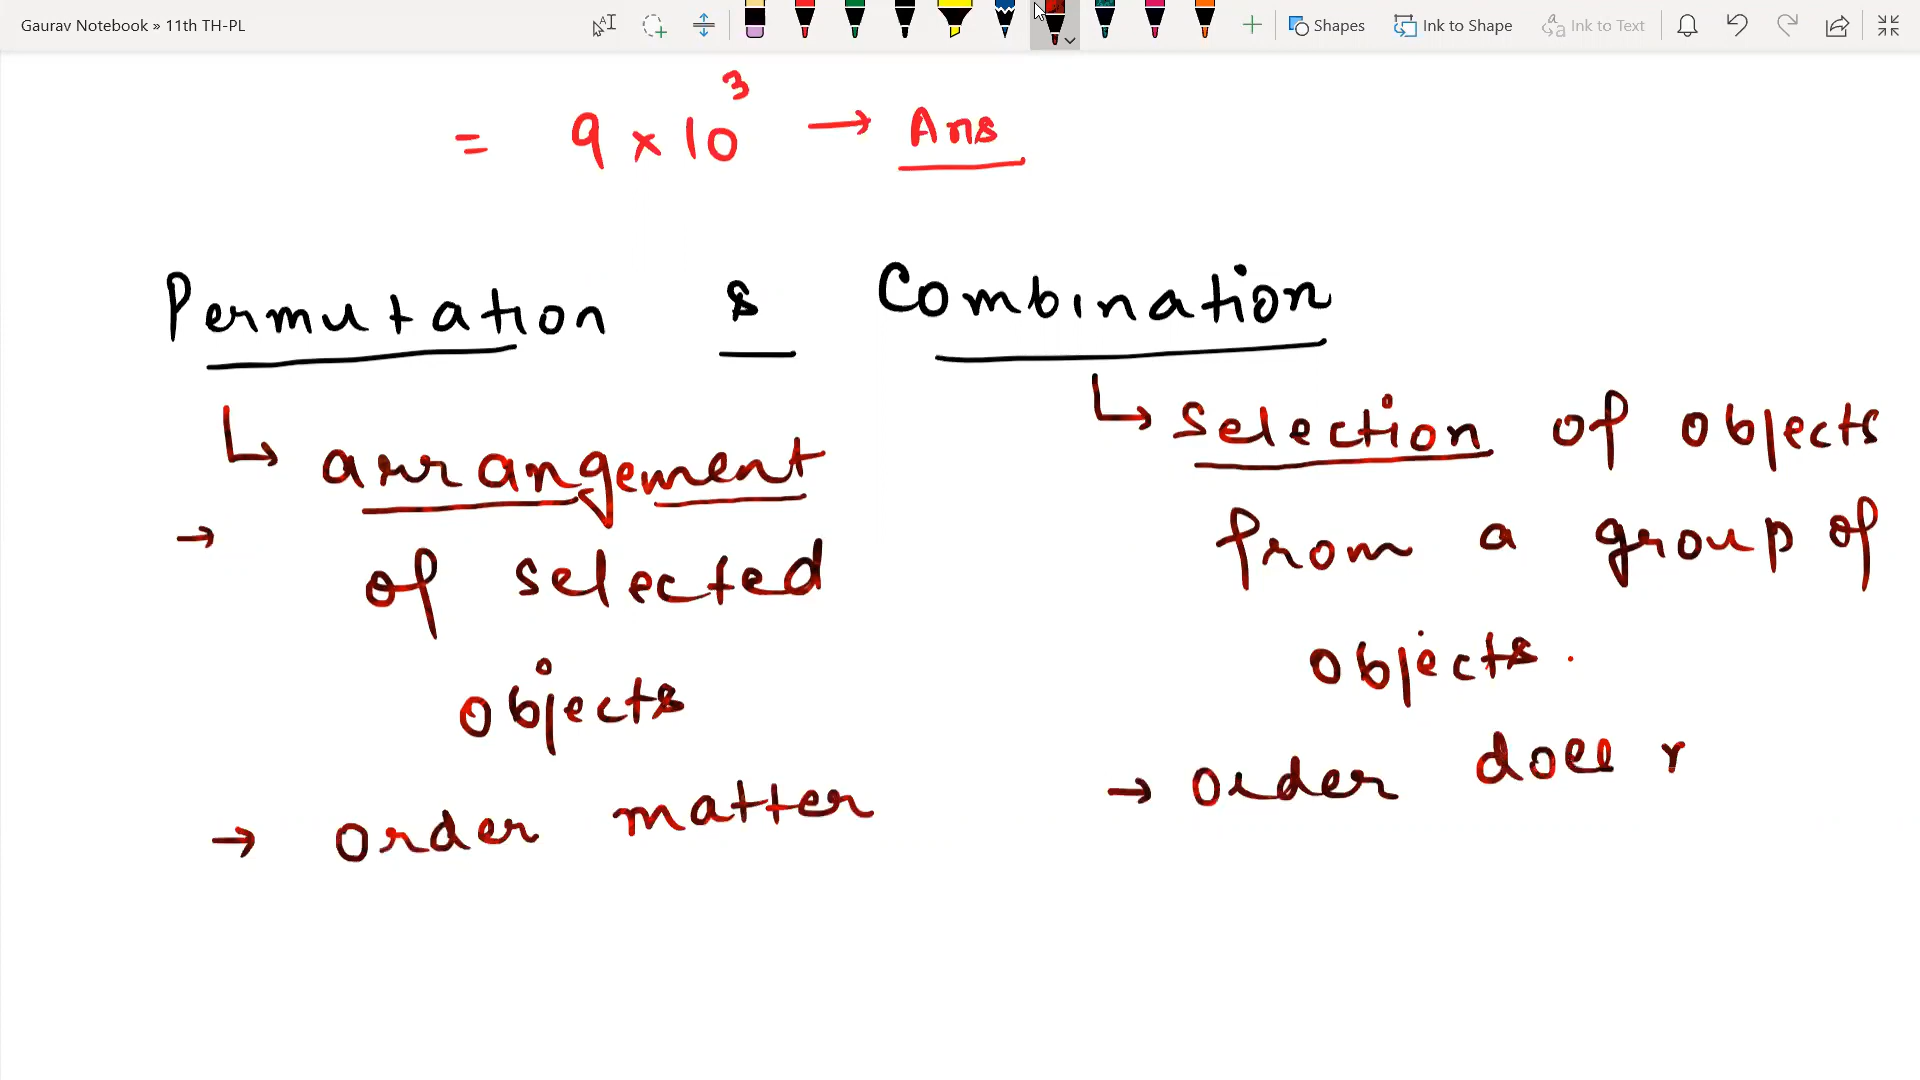 Gaurav Notebook » 11th TH-PL
Shapes
Ink to Shape
Ink to Text
= 9 × 10³ → Ans
Permutation & Combination
↳ arrangement
→
of selected
objects
→ order matter
↳ Selection of objects
from a group of
objects.
→ order does